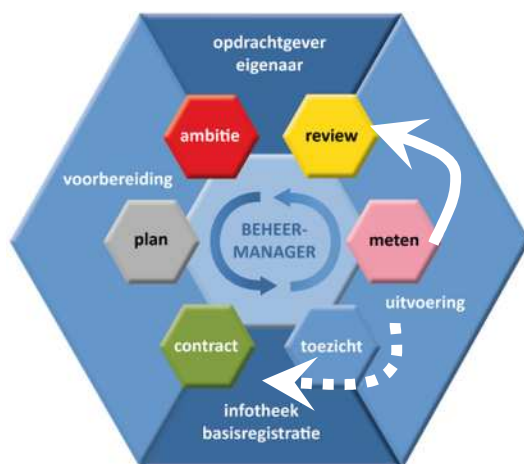 opdrachtgever
eigenaar
ambitie
review
voorbereiding
plan
BEHEER-
MANAGER
meten
uitvoering
contract
toezicht
infotheek
basisregistratie